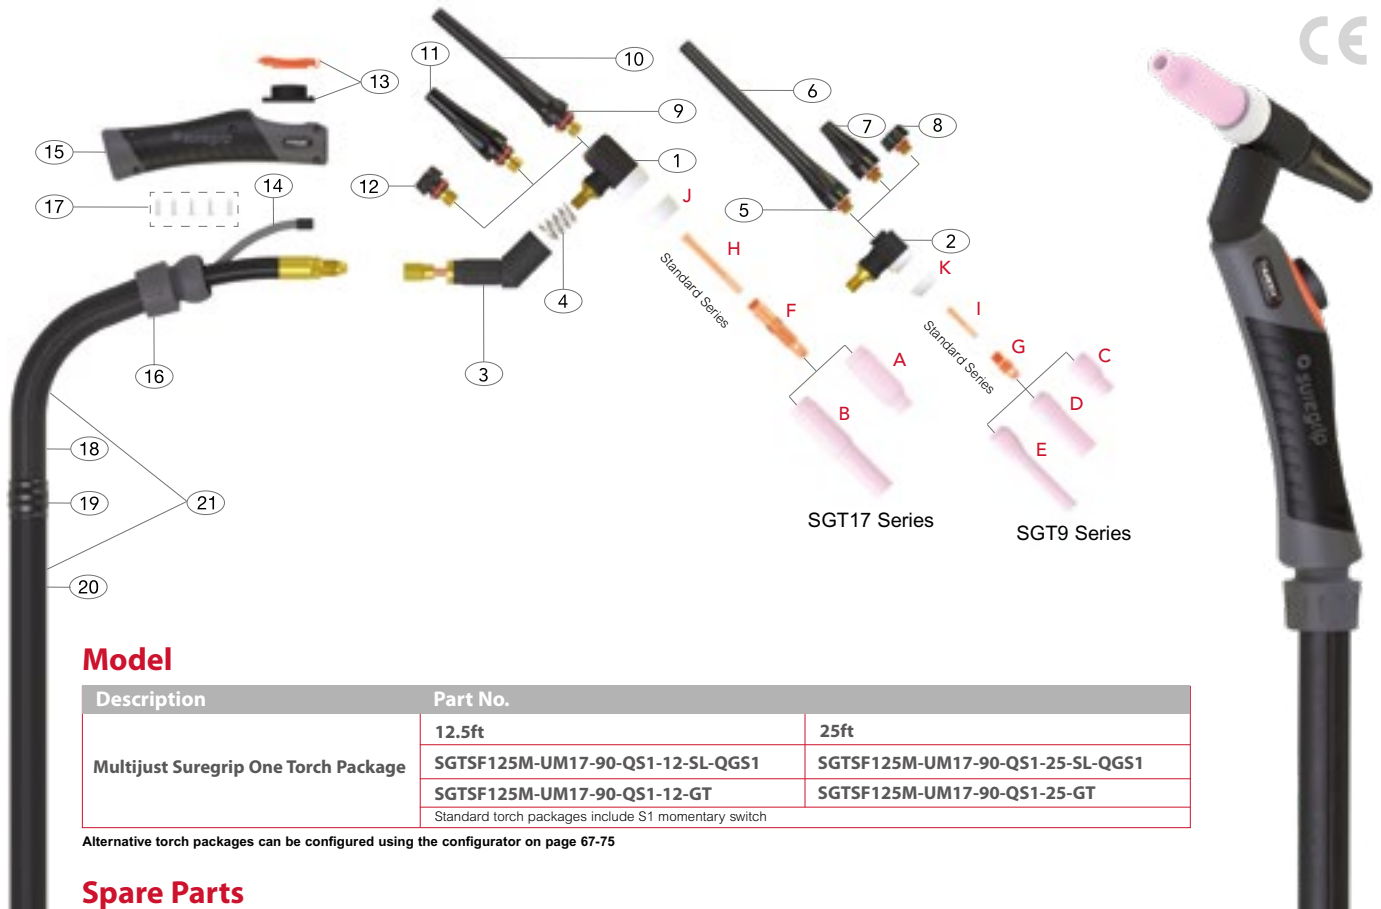 CE
11
10
13
6
9
7
8
15
1
12
14
17
J
5
2
H
K
Standard Series
4
F
I
Standard Series
G
16
3
A
C
B
D
E
18
19
21
SGT17 Series
SGT9 Series
suregrip
20
Model
Description Part No.
12.5ft 25ft
Multijust Suregrip One Torch Package
SGTSF125M-UM17-90-QS1-12-SL-QGS1 SGTSF125M-UM17-90-QS1-25-SL-QGS1
SGTSF125M-UM17-90-QS1-12-GT SGTSF125M-UM17-90-QS1-25-GT
Standard torch packages include S1 momentary switch
Alternative torch packages can be configured using the configurator on page 67-75
Spare Parts